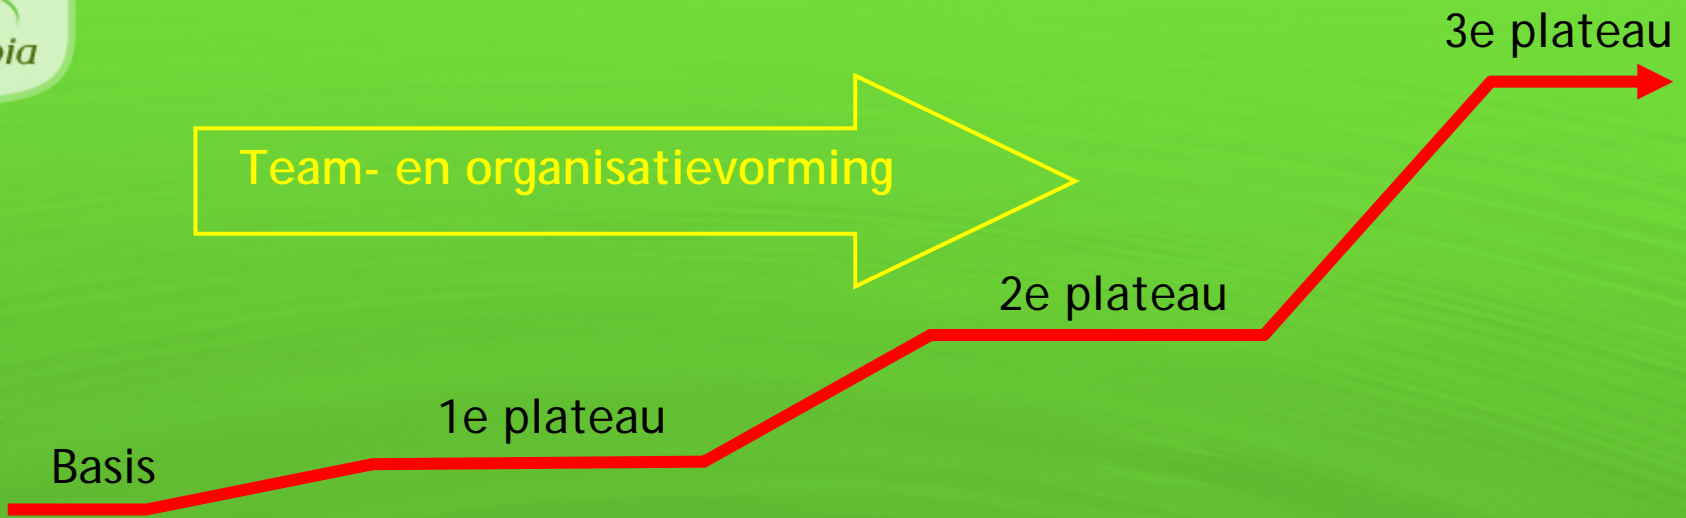 3e plateau
Team- en organisatievorming
2e plateau
1e plateau
Basis